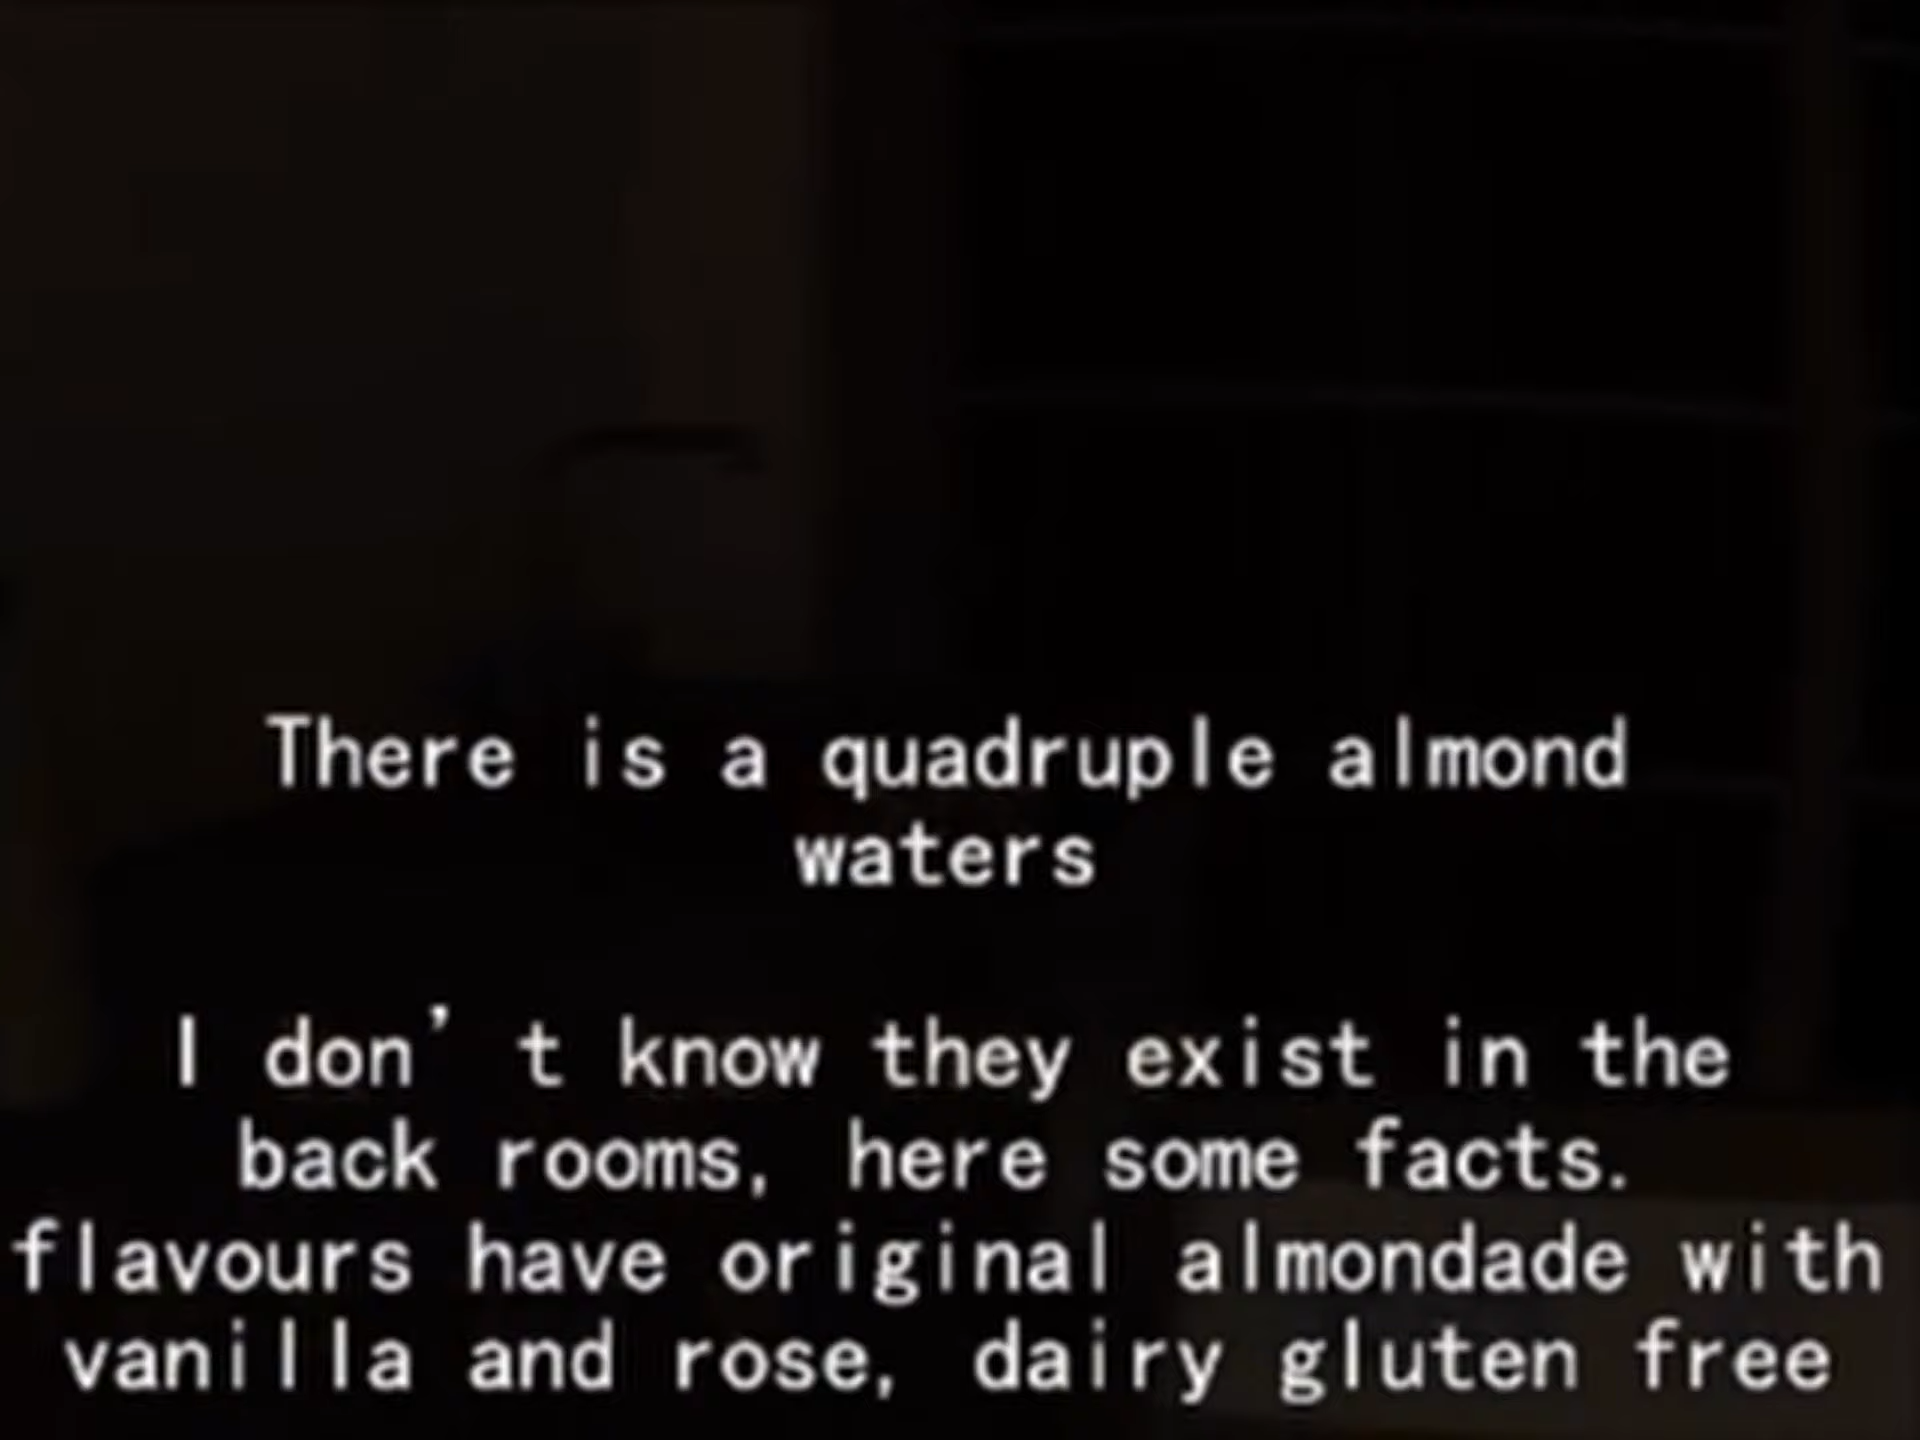 There is a quadruple almond
waters
I don’t know they exist in the
back rooms, here some facts.
flavours have original almondade with
vanilla and rose, dairy gluten free